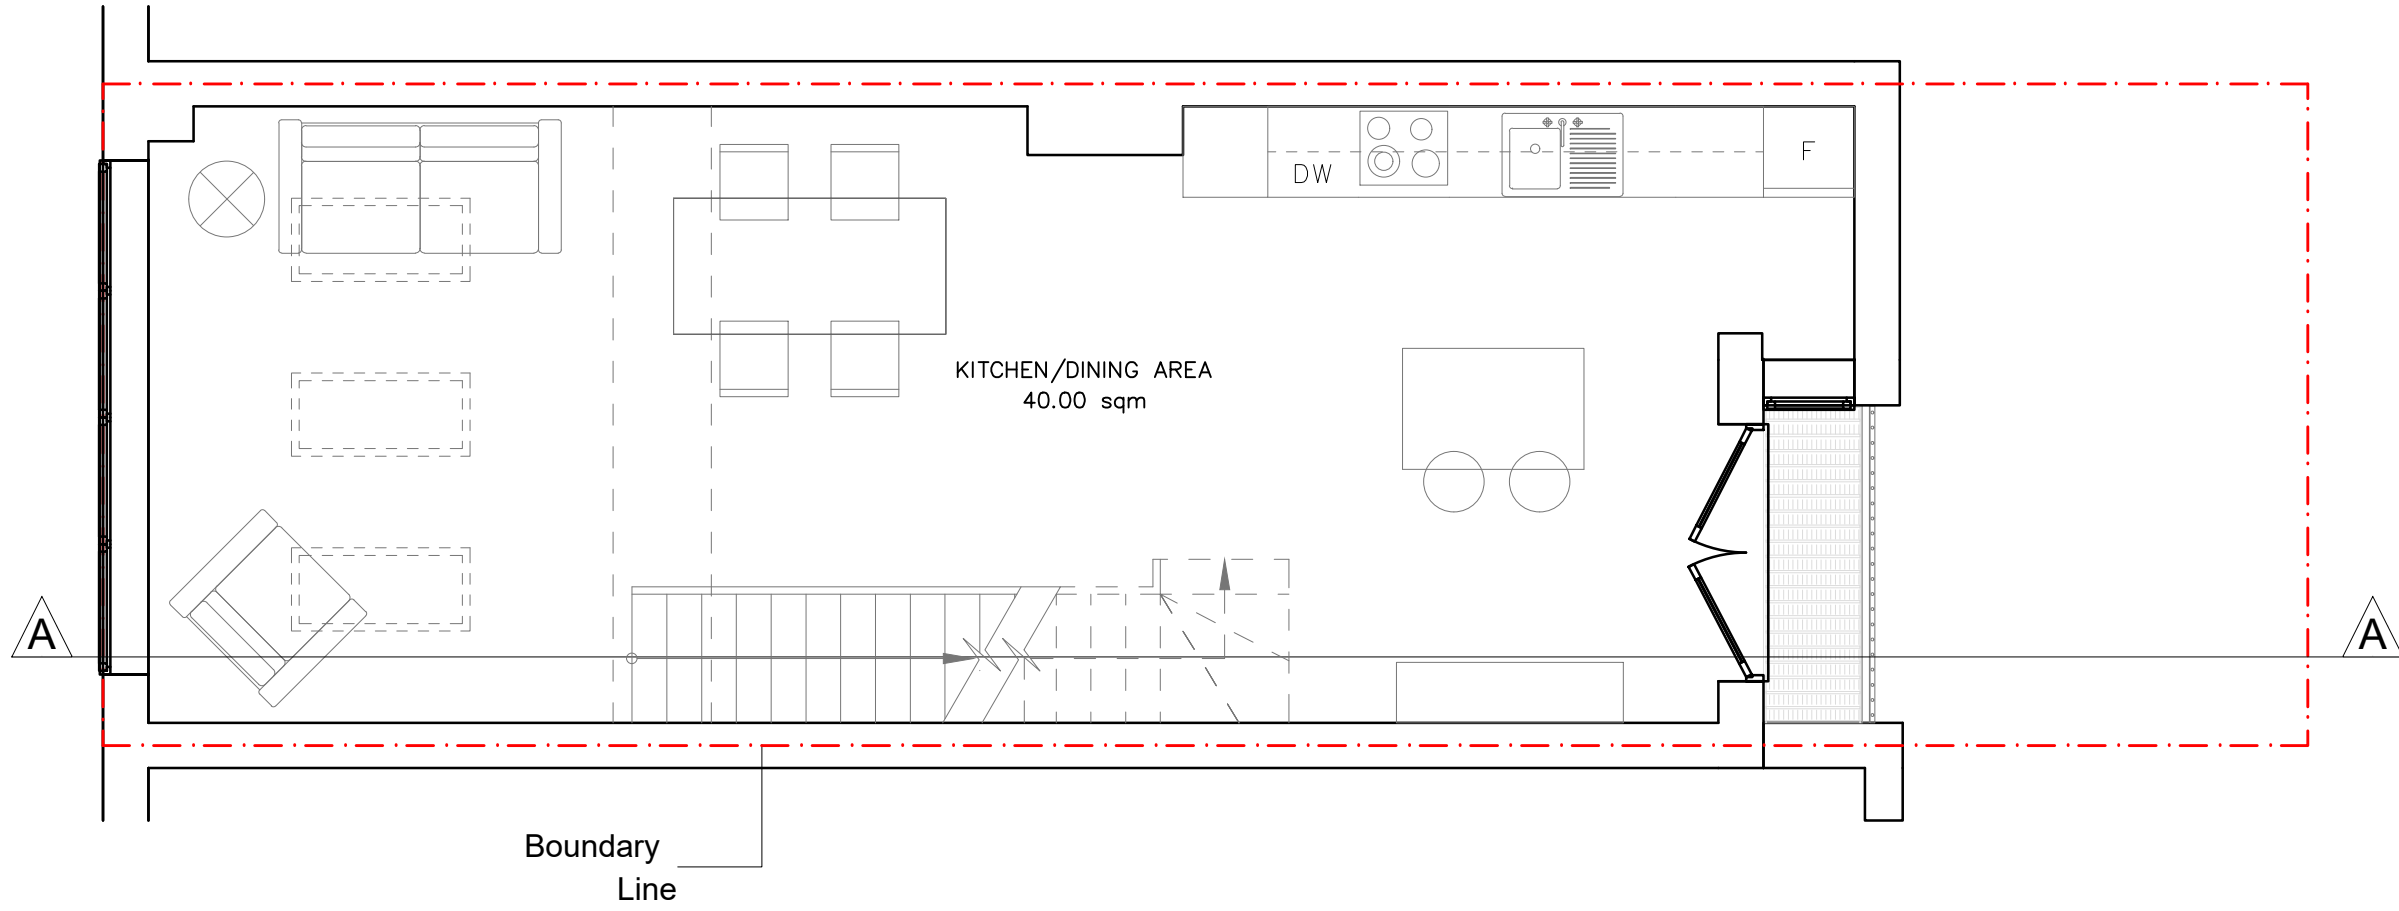 DW
F
KITCHEN/DINING AREA
40.00 sqm
A
A
Boundary
Line